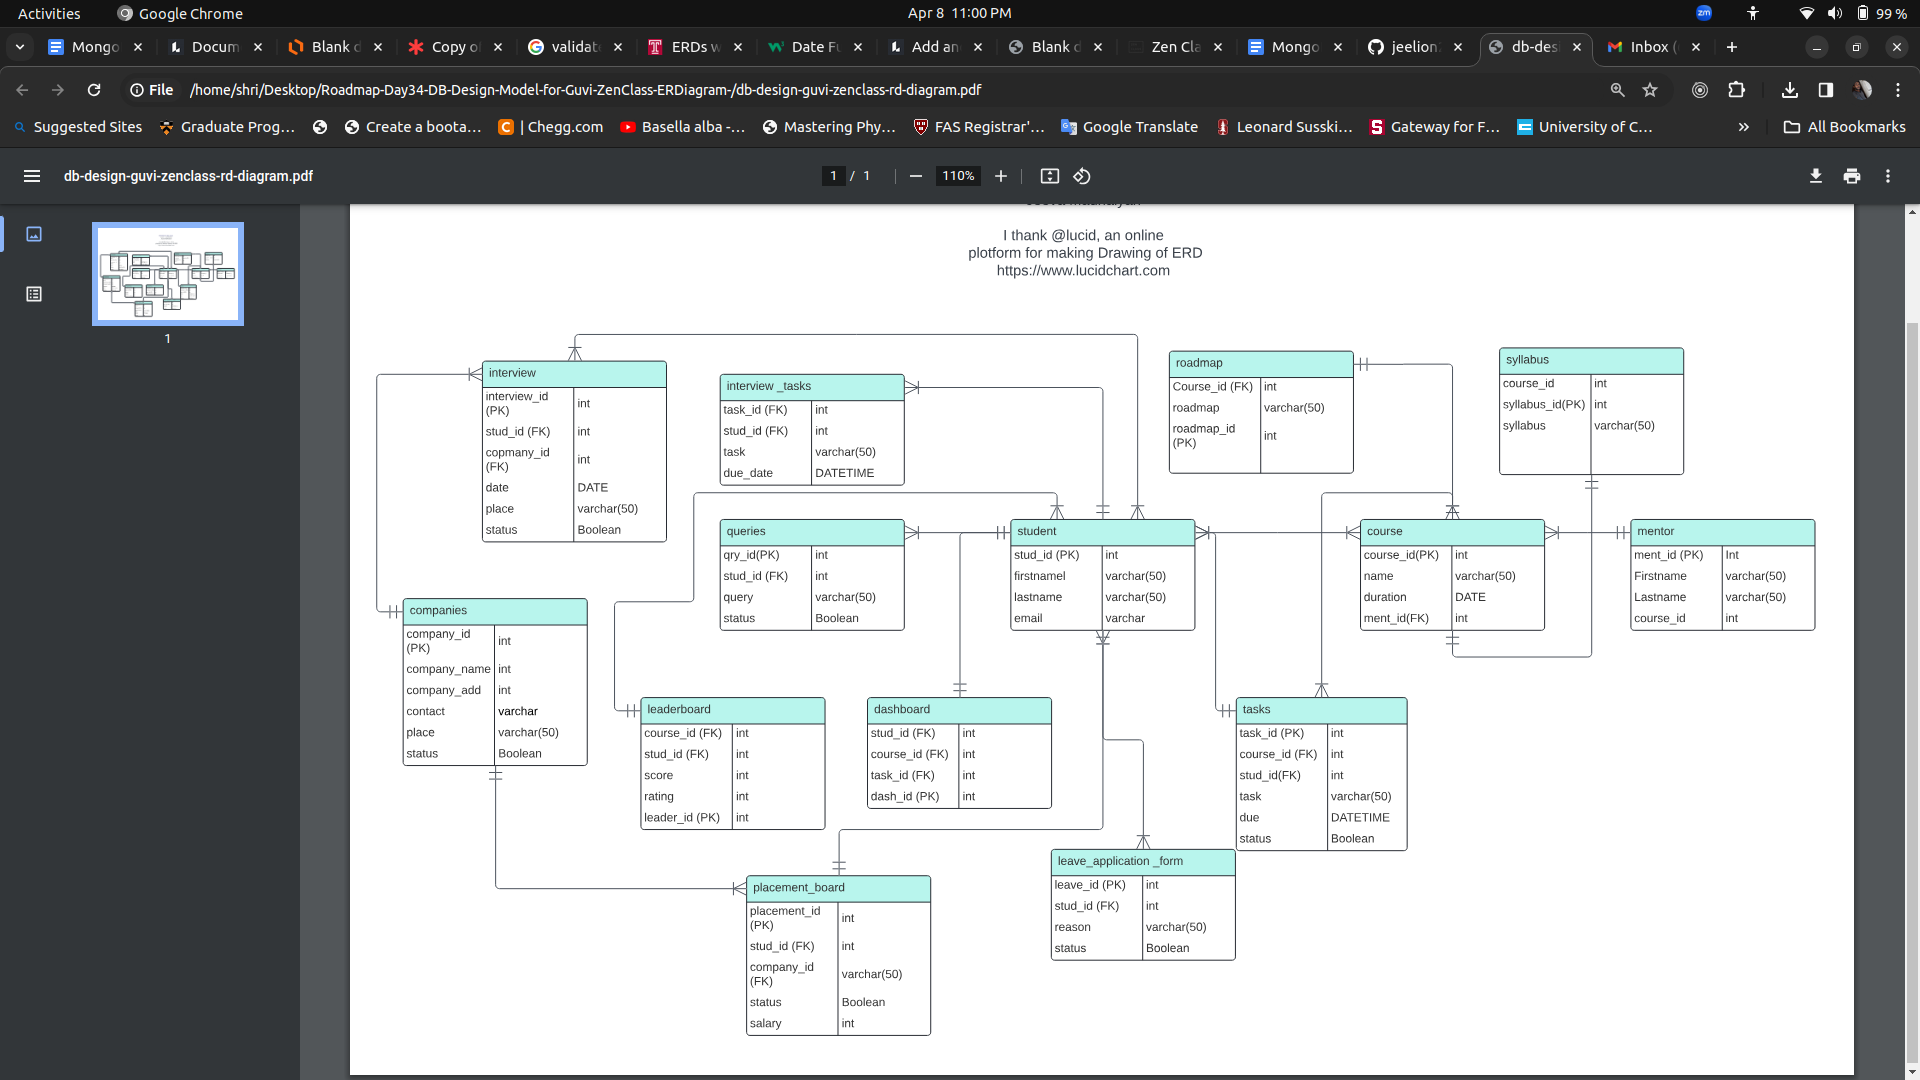 Activities
Google Chrome
Apr 8 11:00 PM
zm
99 %
Mongo
Docum
Blank d
Copy o
validat
ERDs w
Date Fu
Add an
Blank d
Zen Cla
Mongo
jeelion
db-des
Inbox (
File
/home/shri/Desktop/Roadmap-Day34-DB-Design-Model-for-Guvi-ZenClass-ERDiagram-/db-design-guvi-zenclass-rd-diagram.pdf
Suggested Sites
Graduate Prog...
Create a boota...
| Chegg.com
Basella alba -...
Mastering Phy...
FAS Registrar'...
Google Translate
Leonard Susski...
Gateway for F...
University of C...
»
All Bookmarks
db-design-guvi-zenclass-rd-diagram.pdf
1 / 1
110%
1
I thank @lucid, an online
plotform for making Drawing of ERD
https://www.lucidchart.com
interview
interview_id
(PK)
int
stud_id (FK) int
copmany_id
(FK)
int
date DATE
place varchar(50)
status Boolean
interview _tasks
task_id (FK) int
stud_id (FK) int
task varchar(50)
due_date DATETIME
roadmap
Course_id (FK) int
roadmap varchar(50)
roadmap_id
(PK)
int
syllabus
course_id int
syllabus_id(PK) int
syllabus varchar(50)
queries
qry_id(PK) int
stud_id (FK) int
query varchar(50)
status Boolean
student
stud_id (PK) int
firstnamel varchar(50)
lastname varchar(50)
email varchar
course
course_id(PK) int
name varchar(50)
duration DATE
ment_id(FK) int
mentor
ment_id (PK) Int
Firstname varchar(50)
Lastname varchar(50)
course_id int
companies
company_id
(PK)
int
company_name int
company_add int
contact varchar
place varchar(50)
status Boolean
leaderboard
course_id (FK) int
stud_id (FK) int
score int
rating int
leader_id (PK) int
dashboard
stud_id (FK) int
course_id (FK) int
task_id (FK) int
dash_id (PK) int
tasks
task_id (PK) int
course_id (FK) int
stud_id(FK) int
task varchar(50)
due DATETIME
status Boolean
placement_board
placement_id
(PK)
int
stud_id (FK) int
company_id
(FK)
varchar(50)
status Boolean
salary int
leave_application _form
leave_id (PK) int
stud_id (FK) int
reason varchar(50)
status Boolean